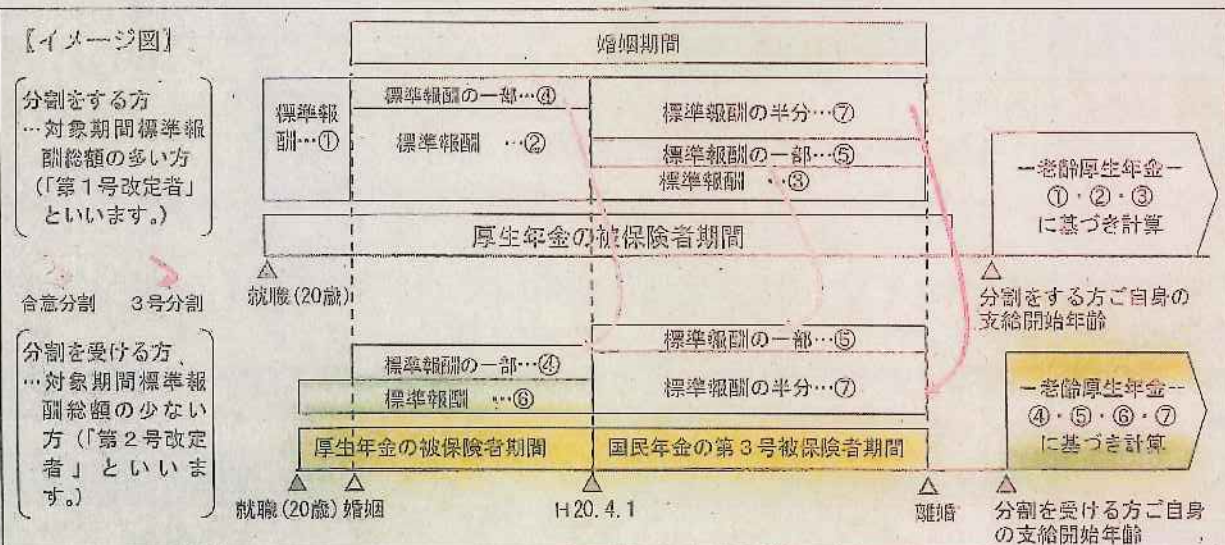 【イメージ図】
婚姻期間
分割をする方
…対象期間標準報
酬総額の多い方
(「第1号改定者」
といいます。)
標準報
酬…①
標準報酬の一部…④
標準報酬 …②
標準報酬の半分…⑦
標準報酬の一部…⑤
標準報酬 …③
厚生年金の被保険者期間
-老齢厚生年金-
①・②・③
に基づき計算
就職(20歳)
分割をする方ご自身の
支給開始年齢
合意分割 3号分割
分割を受ける方
…対象期間標準報
酬総額の少ない
方(「第2号改定
者」といいま
す。)
標準報酬の一部…④
標準報酬 …⑥
標準報酬の一部…⑤
標準報酬の半分…⑦
厚生年金の被保険者期間
国民年金の第3号被保険者期間
-老齢厚生年金-
④・⑤・⑥・⑦
に基づき計算
就職(20歳)
婚姻
H20.4.1
離婚
分割を受ける方ご自身
の支給開始年齢